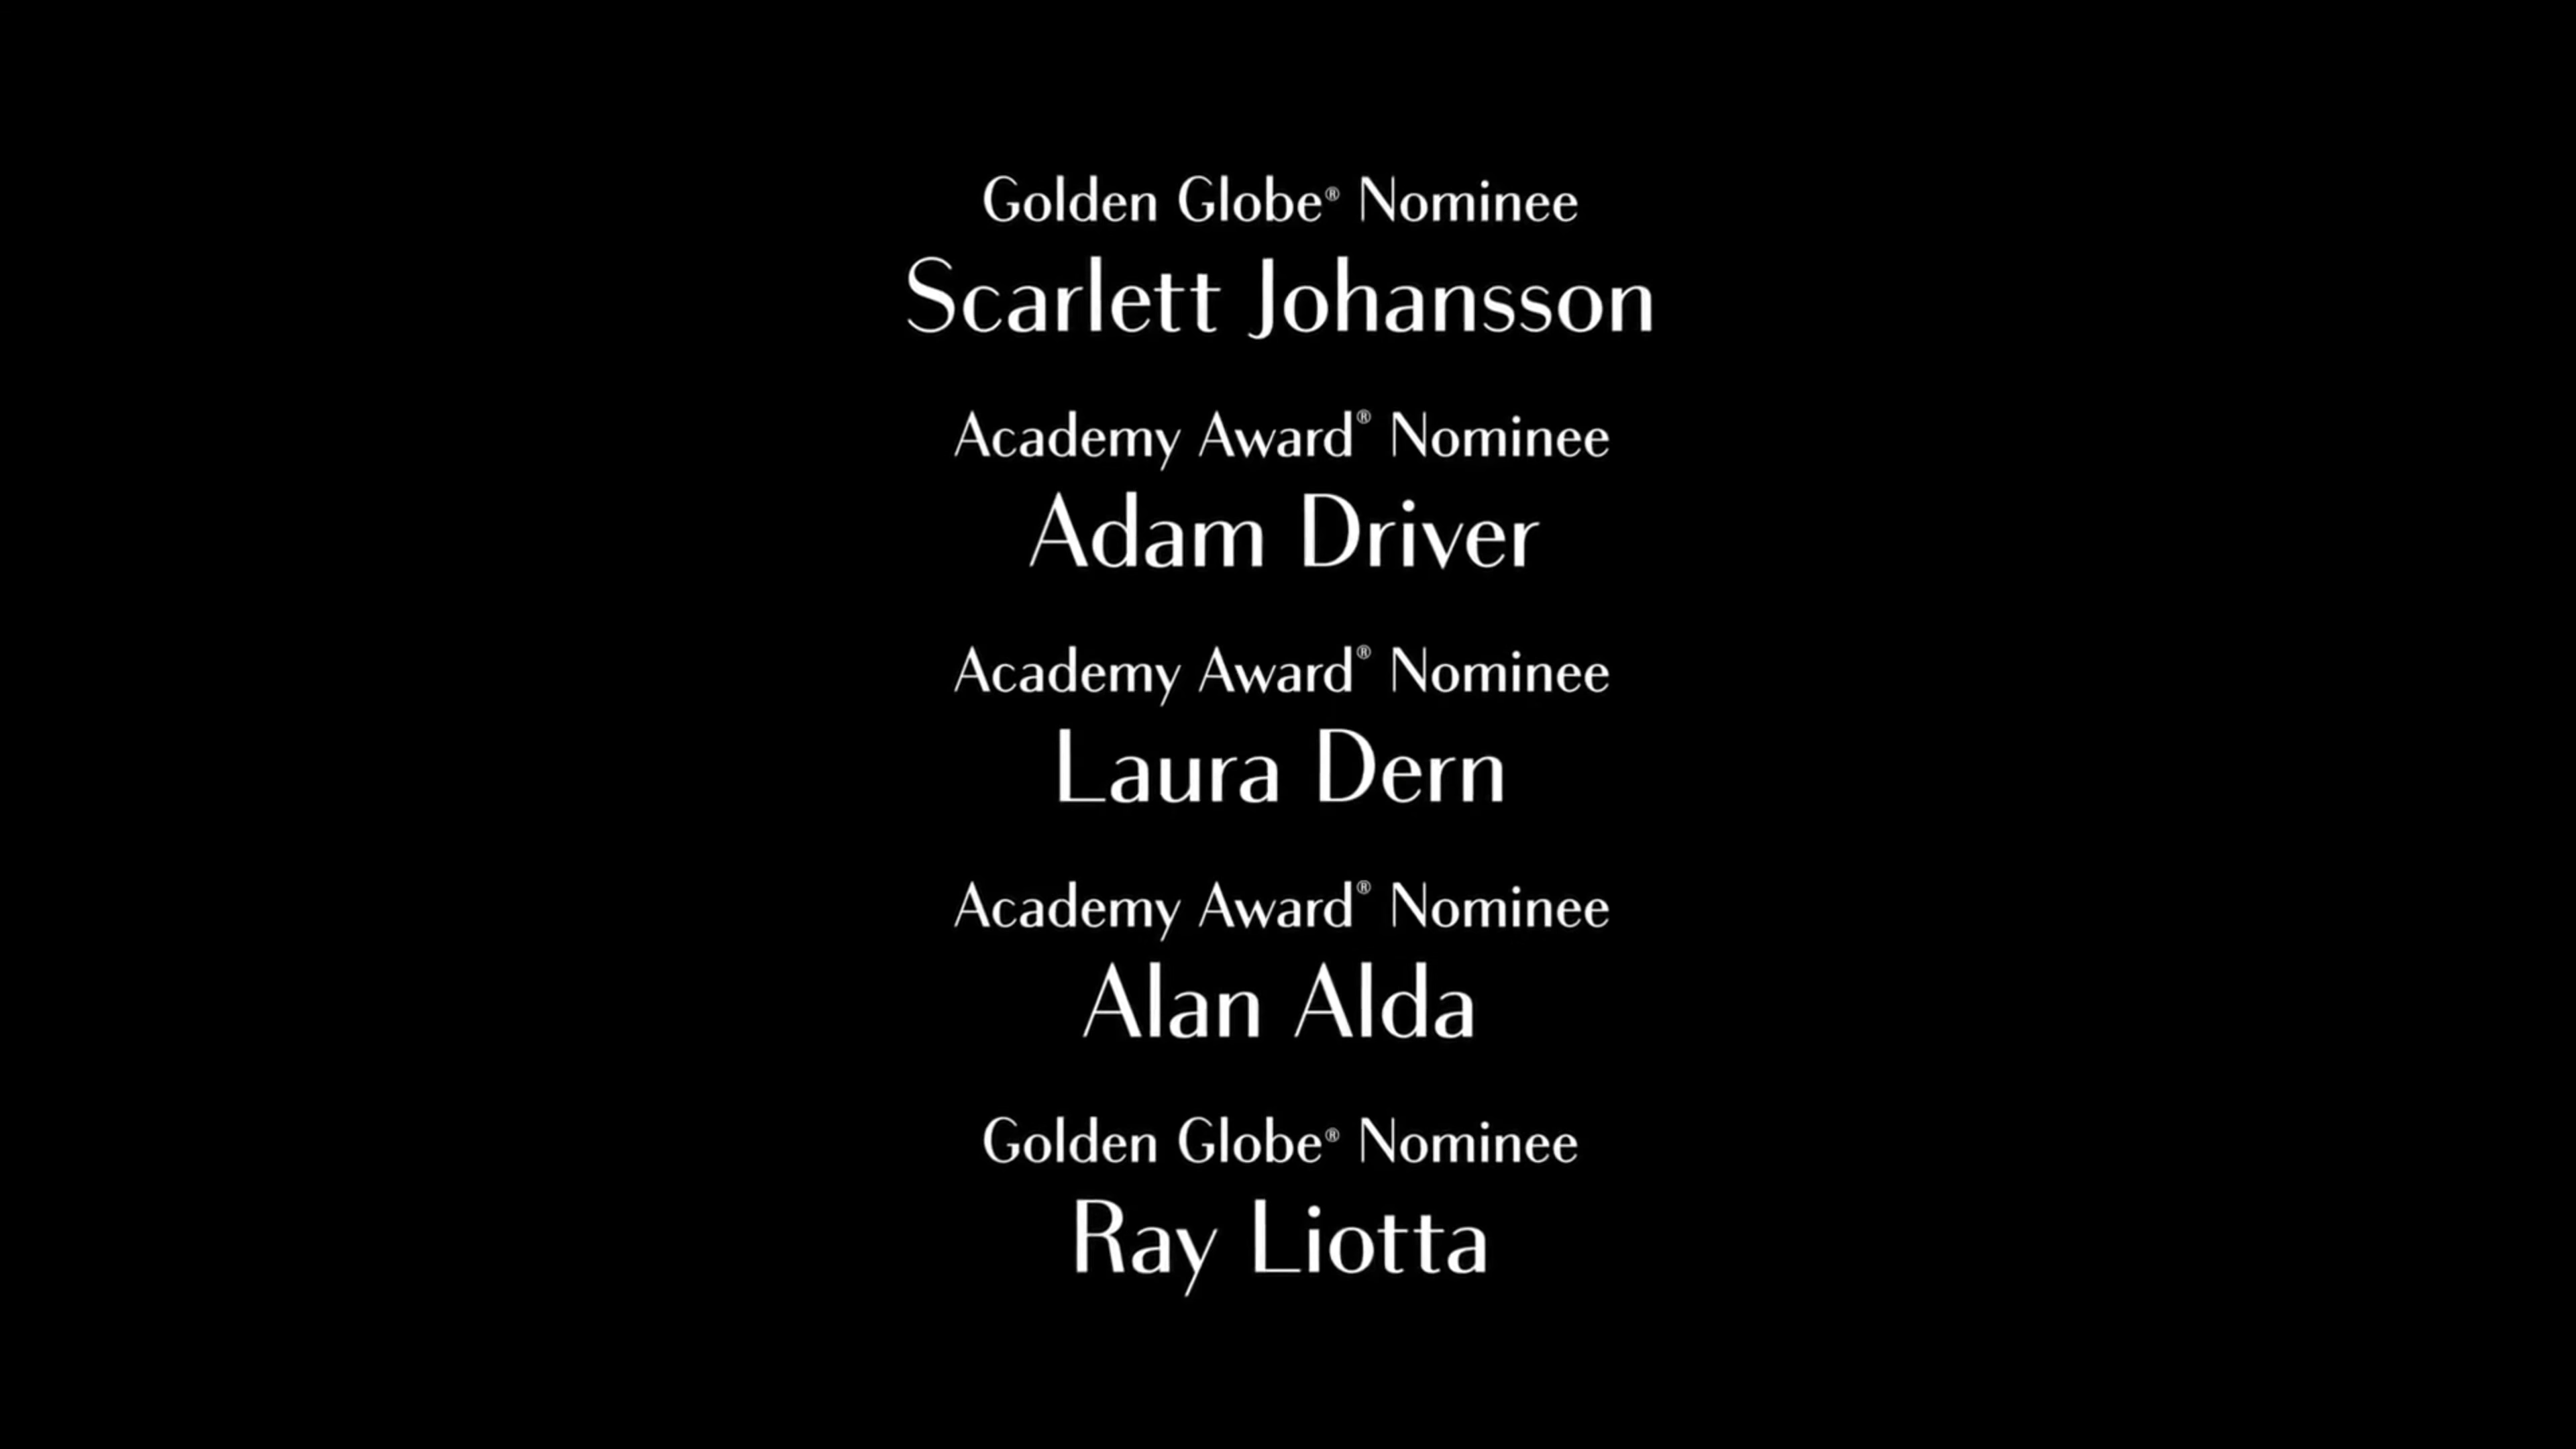 Golden Globe® Nominee
Scarlett Johansson
Academy Award® Nominee
Adam Driver
Academy Award® Nominee
Laura Dern
Academy Award® Nominee
Alan Alda
Golden Globe® Nominee
Ray Liotta